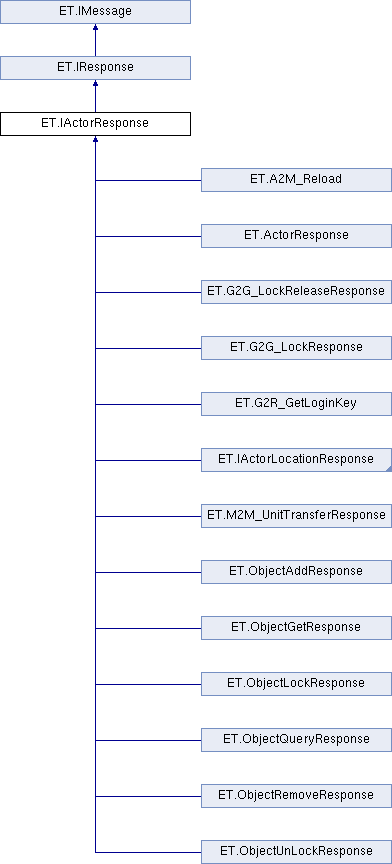 ET.IMessage
ET.IResponse
ET.IActorResponse
ET.A2M_Reload
ET.ActorResponse
ET.G2G_LockReleaseResponse
ET.G2G_LockResponse
ET.G2R_GetLoginKey
ET.IActorLocationResponse
ET.M2M_UnitTransferResponse
ET.ObjectAddResponse
ET.ObjectGetResponse
ET.ObjectLockResponse
ET.ObjectQueryResponse
ET.ObjectRemoveResponse
ET.ObjectUnLockResponse